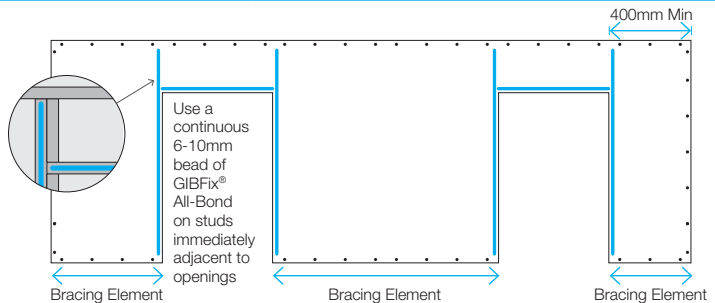 400mm Min
Use a
continuous
6-10mm
bead of
GIBFix®
All-Bond
on studs
immediately
adjacent to
openings
Bracing Element
Bracing Element
Bracing Element